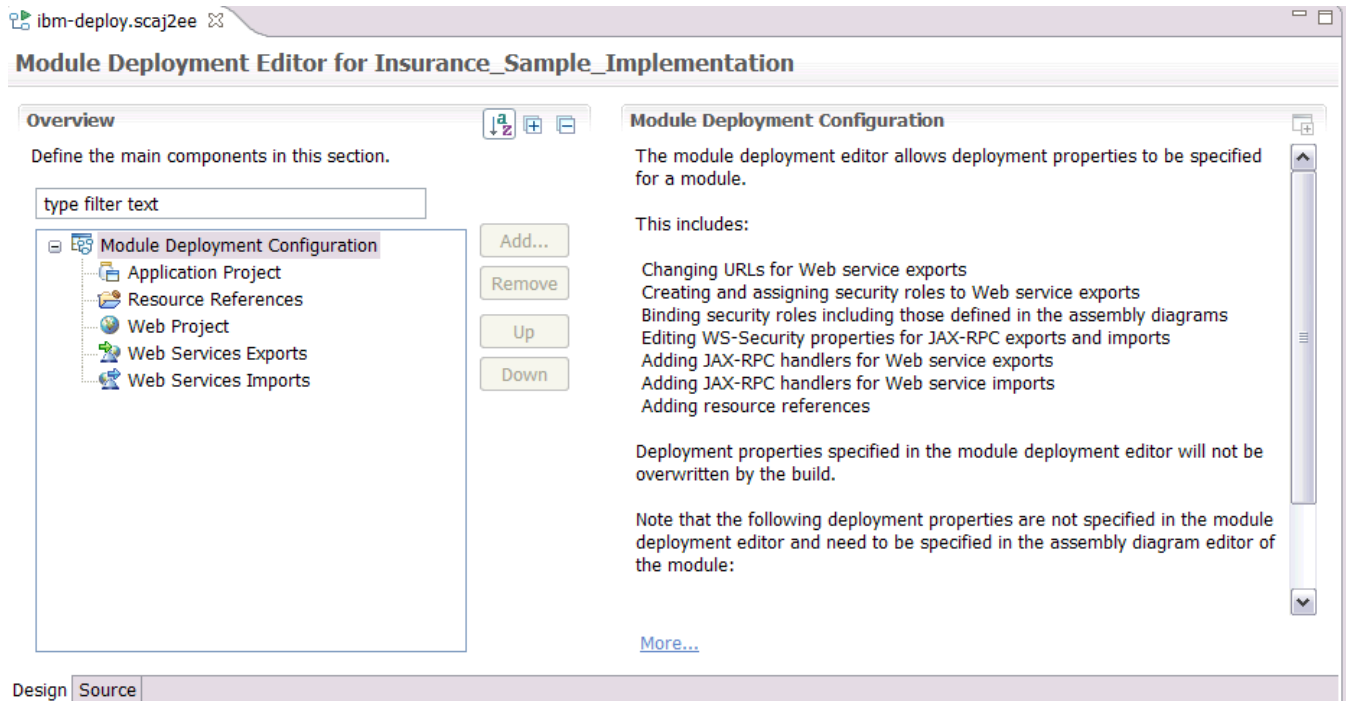 ibm-deploy.scaj2ee
Module Deployment Editor for Insurance_Sample_Implementation
Overview
Define the main components in this section.
type filter text
Module Deployment Configuration
Application Project
Resource References
Web Project
Web Services Exports
Web Services Imports
Add...
Remove
Up
Down
Module Deployment Configuration
The module deployment editor allows deployment properties to be specified
for a module.
This includes:
Changing URLs for Web service exports
Creating and assigning security roles to Web service exports
Binding security roles including those defined in the assembly diagrams
Editing WS-Security properties for JAX-RPC exports and imports
Adding JAX-RPC handlers for Web service exports
Adding JAX-RPC handlers for Web service imports
Adding resource references
Deployment properties specified in the module deployment editor will not be
overwritten by the build.
Note that the following deployment properties are not specified in the module
deployment editor and need to be specified in the assembly diagram editor of
the module:
More...
Design Source